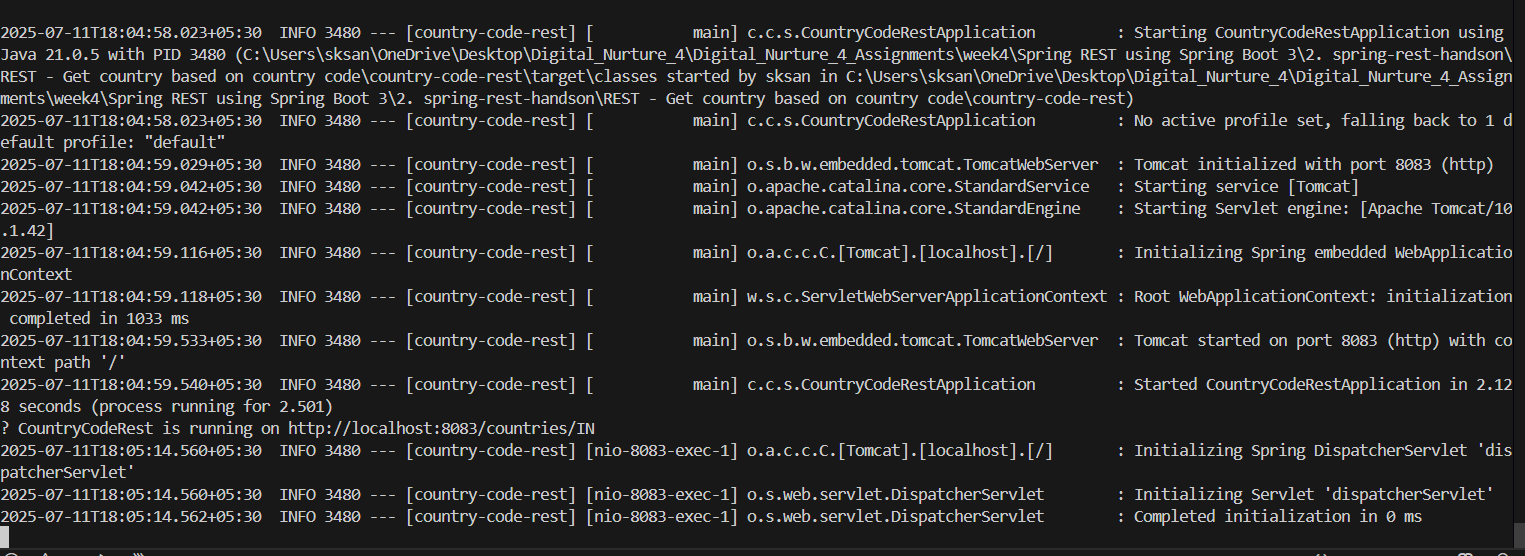 2025-07-11T18:04:58.023+05:30  INFO 3480 --- [country-code-rest] [           main] c.c.s.CountryCodeRestApplication         : Starting CountryCodeRestApplication using
Java 21.0.5 with PID 3480 (C:\Users\sksan\OneDrive\Desktop\Digital_Nurture_4\Digital_Nurture_4_Assignments\week4\Spring REST using Spring Boot 3\2. spring-rest-handson\
REST - Get country based on country code\country-code-rest\target\classes started by sksan in C:\Users\sksan\OneDrive\Desktop\Digital_Nurture_4\Digital_Nurture_4_Assign
ments\week4\Spring REST using Spring Boot 3\2. spring-rest-handson\REST - Get country based on country code\country-code-rest)
2025-07-11T18:04:58.023+05:30  INFO 3480 --- [country-code-rest] [           main] c.c.s.CountryCodeRestApplication         : No active profile set, falling back to 1 d
efault profile: "default"
2025-07-11T18:04:59.029+05:30  INFO 3480 --- [country-code-rest] [           main] o.s.b.w.embedded.tomcat.TomcatWebServer  : Tomcat initialized with port 8083 (http)
2025-07-11T18:04:59.042+05:30  INFO 3480 --- [country-code-rest] [           main] o.apache.catalina.core.StandardService   : Starting service [Tomcat]
2025-07-11T18:04:59.042+05:30  INFO 3480 --- [country-code-rest] [           main] o.apache.catalina.core.StandardEngine    : Starting Servlet engine: [Apache Tomcat/10
.1.42]
2025-07-11T18:04:59.116+05:30  INFO 3480 --- [country-code-rest] [           main] o.a.c.c.C.[Tomcat].[localhost].[/]       : Initializing Spring embedded WebApplicatio
nContext
2025-07-11T18:04:59.118+05:30  INFO 3480 --- [country-code-rest] [           main] w.s.c.ServletWebServerApplicationContext : Root WebApplicationContext: initialization
 completed in 1033 ms
2025-07-11T18:04:59.533+05:30  INFO 3480 --- [country-code-rest] [           main] o.s.b.w.embedded.tomcat.TomcatWebServer  : Tomcat started on port 8083 (http) with co
ntext path '/'
2025-07-11T18:04:59.540+05:30  INFO 3480 --- [country-code-rest] [           main] c.c.s.CountryCodeRestApplication         : Started CountryCodeRestApplication in 2.12
8 seconds (process running for 2.501)
? CountryCodeRest is running on http://localhost:8083/countries/IN
2025-07-11T18:05:14.560+05:30  INFO 3480 --- [country-code-rest] [nio-8083-exec-1] o.a.c.c.C.[Tomcat].[localhost].[/]       : Initializing Spring DispatcherServlet 'dis
patcherServlet'
2025-07-11T18:05:14.560+05:30  INFO 3480 --- [country-code-rest] [nio-8083-exec-1] o.s.web.servlet.DispatcherServlet        : Initializing Servlet 'dispatcherServlet'
2025-07-11T18:05:14.562+05:30  INFO 3480 --- [country-code-rest] [nio-8083-exec-1] o.s.web.servlet.DispatcherServlet        : Completed initialization in 0 ms